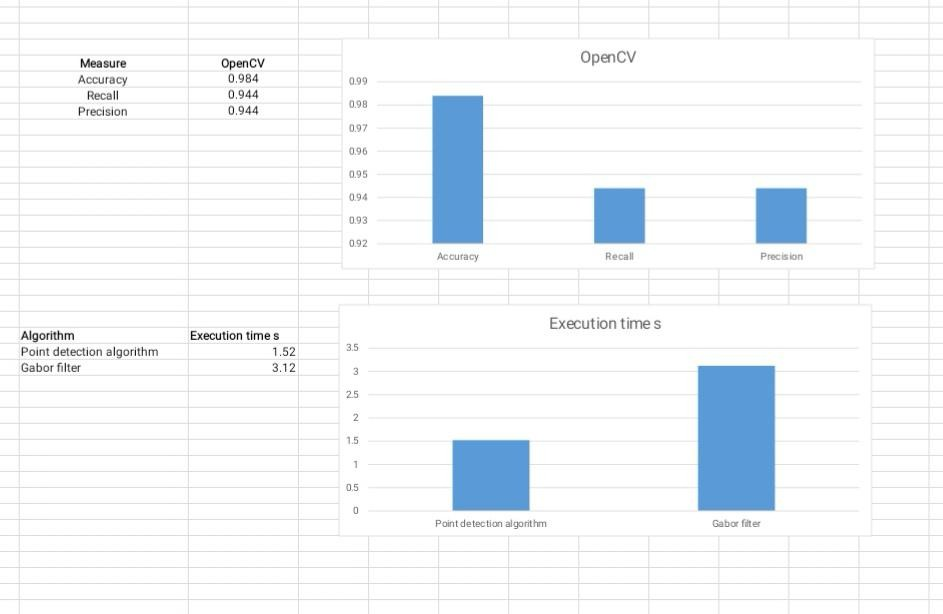 Measure OpenCV
Accuracy 0.984
Recall 0.944
Precision 0.944
OpenCV
0.99
0.98
0.97
0.96
0.95
0.94
0.93
0.92
Accuracy Recall Precision
Algorithm Execution time s
Point detection algorithm 1.52
Gabor filter 3.12
Execution time s
3.5
3
2.5
2
1.5
1
0.5
0
Point detection algorithm Gabor filter